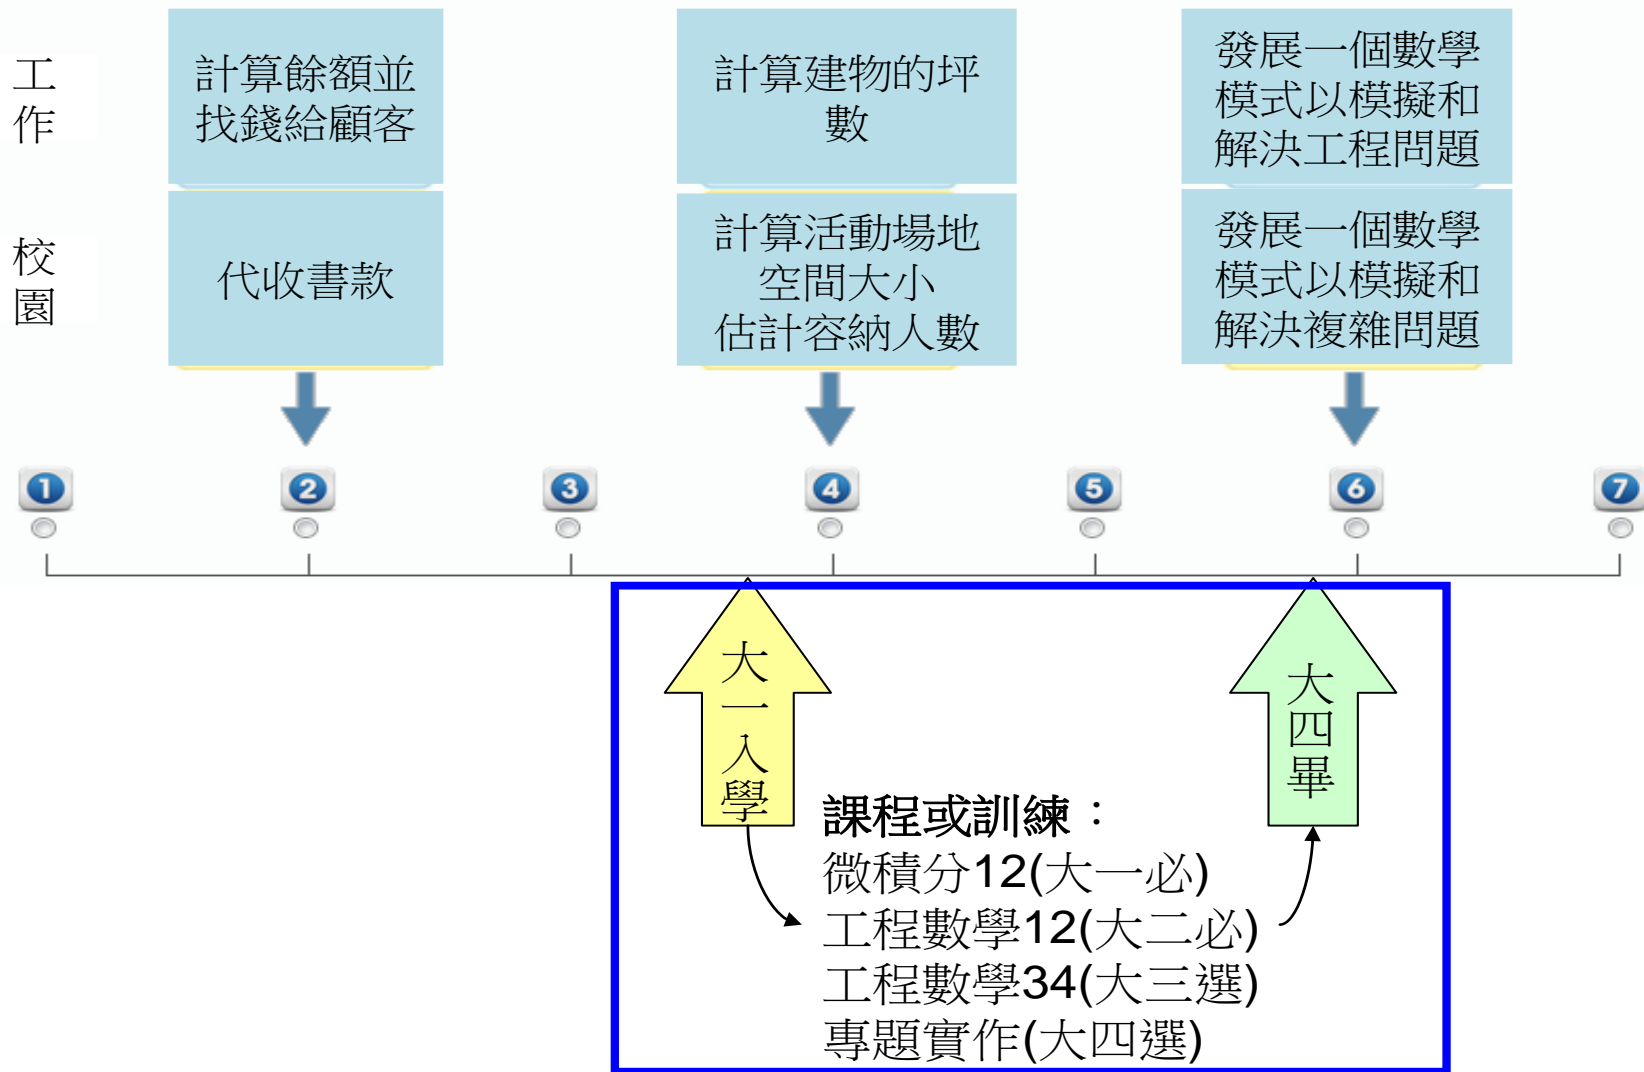 工作
計算餘額並
找錢給顧客
計算建物的坪
數
發展一個數學
模式以模擬和
解決工程問題
校園
代收書款
計算活動場地
空間大小
估計容納人數
發展一個數學
模式以模擬和
解決複雜問題
1 2 3 4 5 6 7
大一入學
大四畢
課程或訓練：
微積分12(大一必)
工程數學12(大二必)
工程數學34(大三選)
專題實作(大四選)